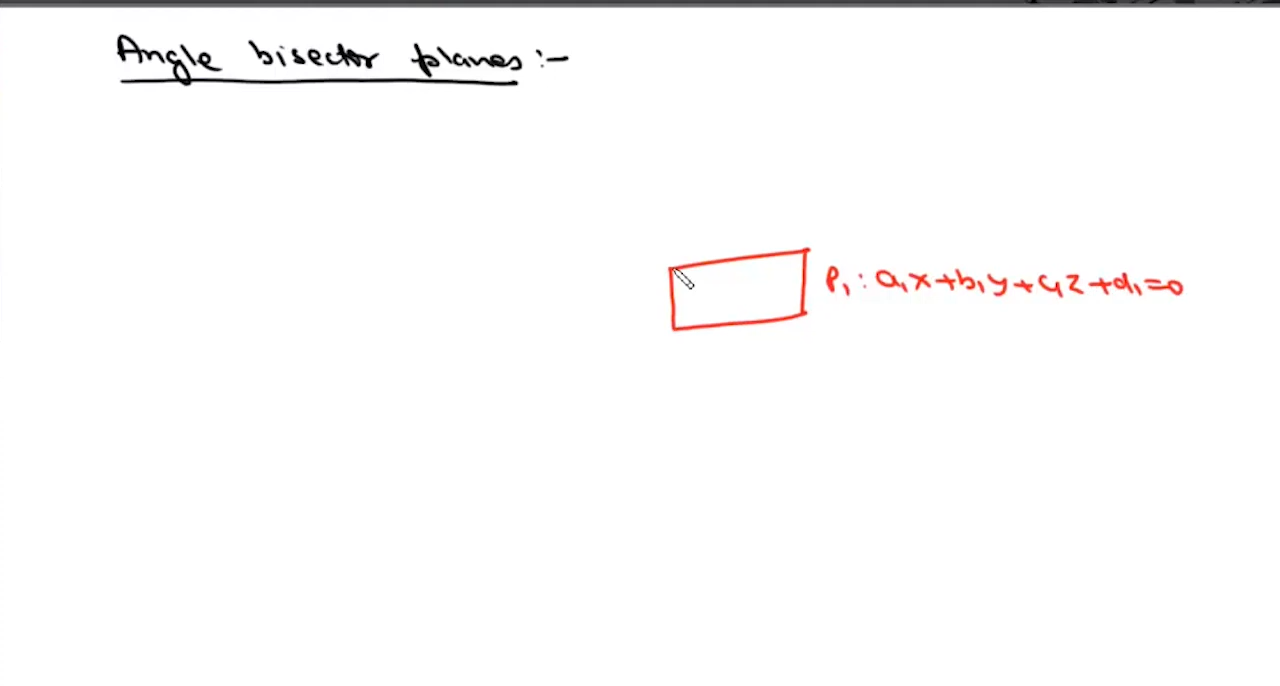 Angle bisector planes :-
P₁ : a₁x+b₁y+c₁z+d₁=0